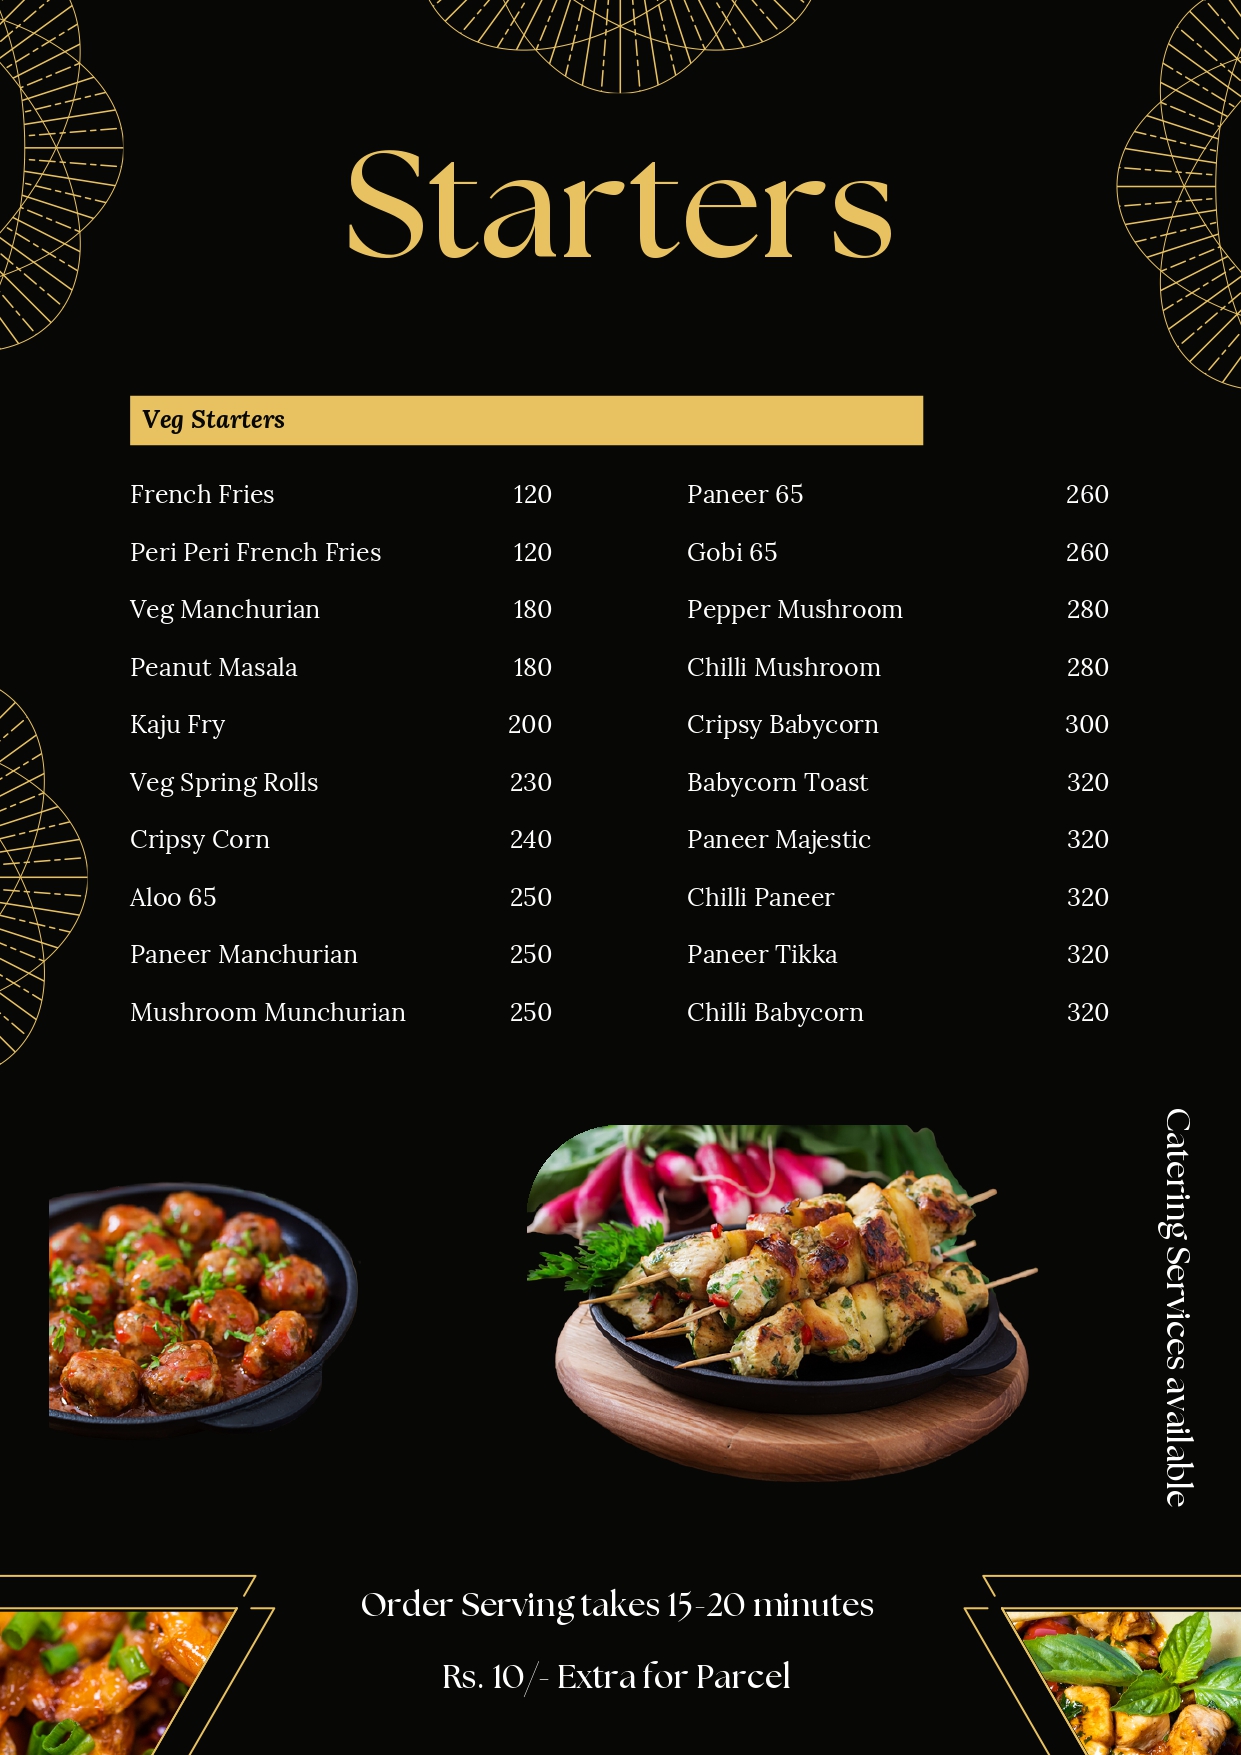 Starters
Veg Starters
French Fries 120
Peri Peri French Fries 120
Veg Manchurian 180
Peanut Masala 180
Kaju Fry 200
Veg Spring Rolls 230
Cripsy Corn 240
Aloo 65 250
Paneer Manchurian 250
Mushroom Munchurian 250
Paneer 65 260
Gobi 65 260
Pepper Mushroom 280
Chilli Mushroom 280
Cripsy Babycorn 300
Babycorn Toast 320
Paneer Majestic 320
Chilli Paneer 320
Paneer Tikka 320
Chilli Babycorn 320
Catering Services available
Order Serving takes 15-20 minutes
Rs. 10/- Extra for Parcel